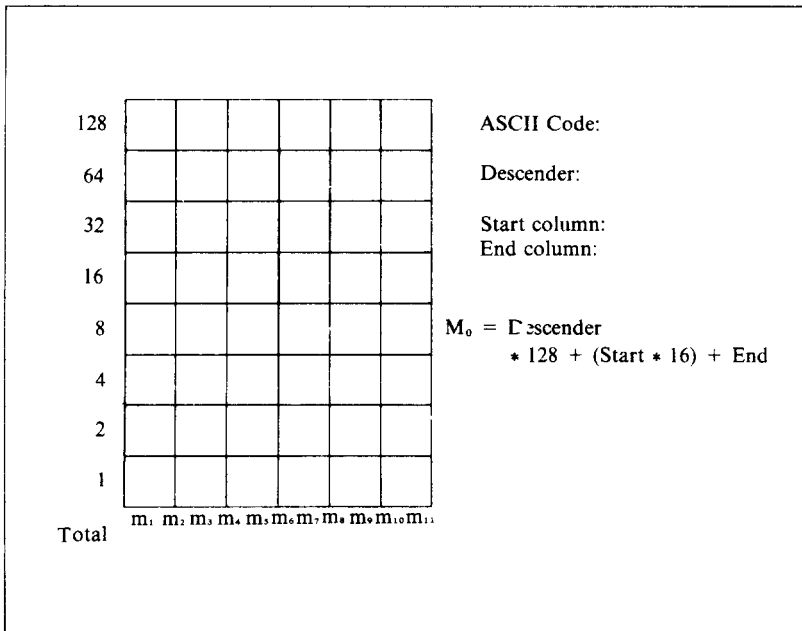 128
ASCII Code:
64
Descender:
32
Start column:
End column:
16
8
M₀ = Descender
* 128 + (Start * 16) + End
4
2
1
m₁ m₂ m₃ m₄ m₅ m₆ m₇ m₈ m₉ m₁₀ m₁₁
Total